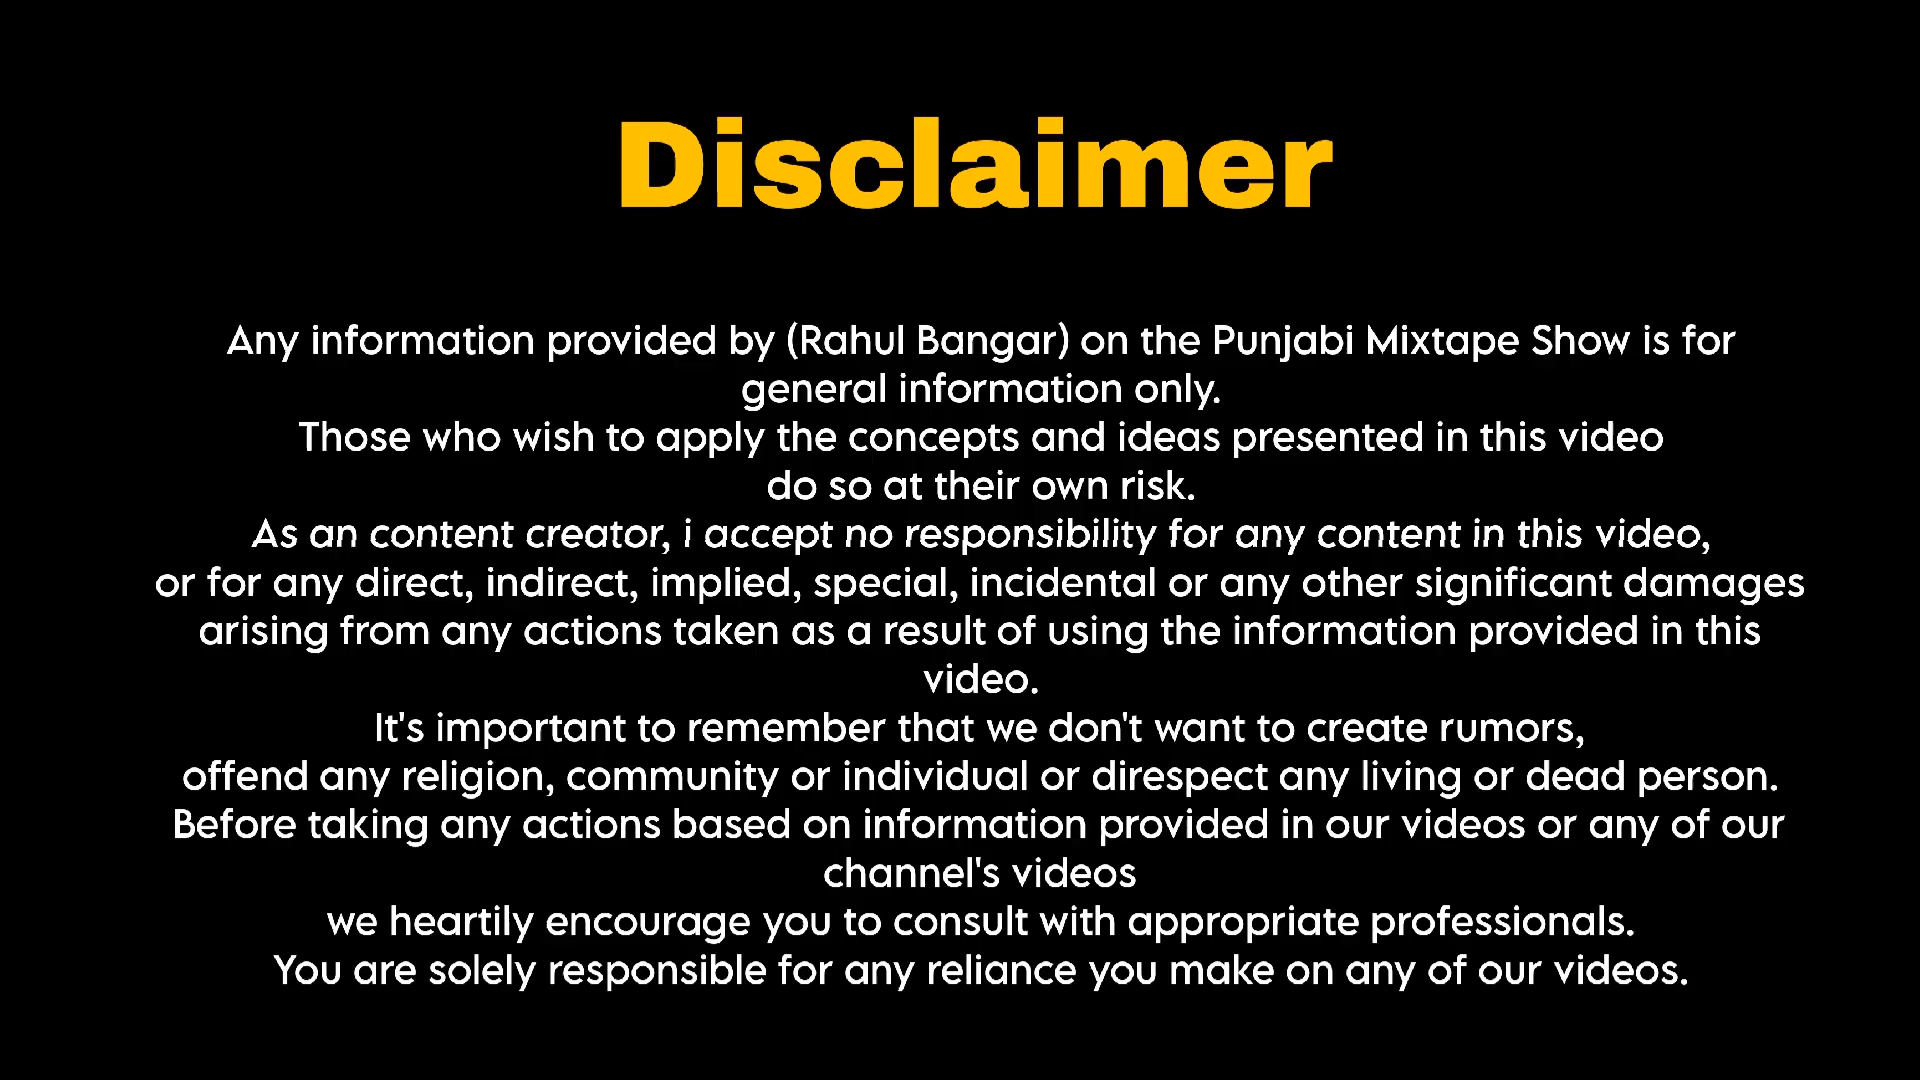 Disclaimer
Any information provided by (Rahul Bangar) on the Punjabi Mixtape Show is for
general information only.
Those who wish to apply the concepts and ideas presented in this video
do so at their own risk.
As an content creator, i accept no responsibility for any content in this video,
or for any direct, indirect, implied, special, incidental or any other significant damages
arising from any actions taken as a result of using the information provided in this
video.
It's important to remember that we don't want to create rumors,
offend any religion, community or individual or direspect any living or dead person.
Before taking any actions based on information provided in our videos or any of our
channel's videos
we heartily encourage you to consult with appropriate professionals.
You are solely responsible for any reliance you make on any of our videos.